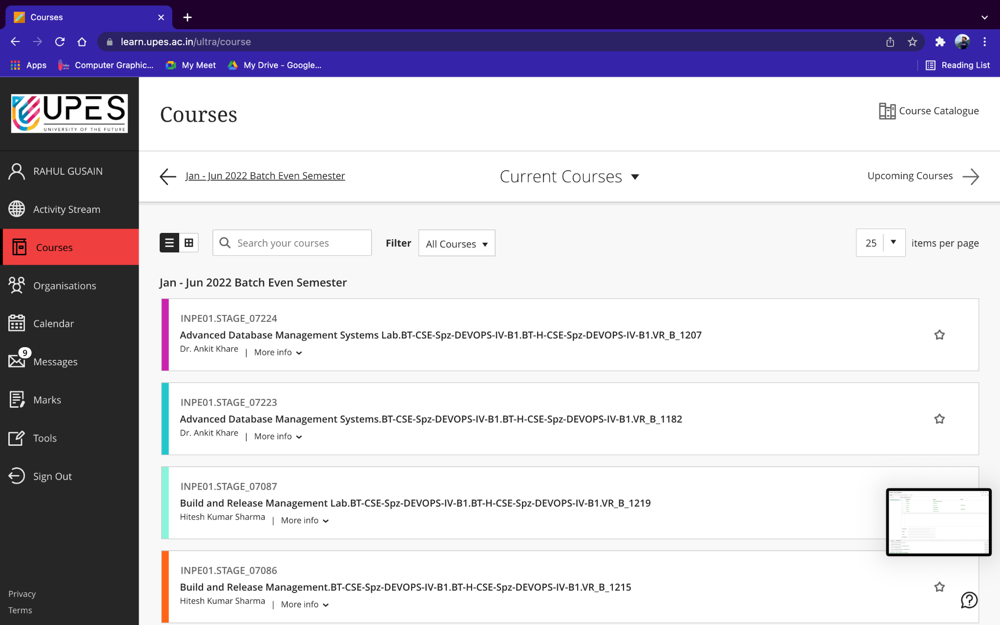 Courses
learn.upes.ac.in/ultra/course
Apps
Computer Graphic...
My Meet
My Drive - Google...
Reading List
UPES
UNIVERSITY OF THE FUTURE
RAHUL GUSAIN
Activity Stream
Courses
Organisations
Calendar
9
Messages
Marks
Tools
Sign Out
Privacy
Terms
Courses
Course Catalogue
Jan - Jun 2022 Batch Even Semester
Current Courses
Upcoming Courses
Search your courses
Filter
All Courses
25
items per page
Jan - Jun 2022 Batch Even Semester
INPE01.STAGE_07224
Advanced Database Management Systems Lab.BT-CSE-Spz-DEVOPS-IV-B1.BT-H-CSE-Spz-DEVOPS-IV-B1.VR_B_1207
Dr. Ankit Khare | More info
INPE01.STAGE_07223
Advanced Database Management Systems.BT-CSE-Spz-DEVOPS-IV-B1.BT-H-CSE-Spz-DEVOPS-IV-B1.VR_B_1182
Dr. Ankit Khare | More info
INPE01.STAGE_07087
Build and Release Management Lab.BT-CSE-Spz-DEVOPS-IV-B1.BT-H-CSE-Spz-DEVOPS-IV-B1.VR_B_1219
Hitesh Kumar Sharma | More info
INPE01.STAGE_07086
Build and Release Management.BT-CSE-Spz-DEVOPS-IV-B1.BT-H-CSE-Spz-DEVOPS-IV-B1.VR_B_1215
Hitesh Kumar Sharma | More info